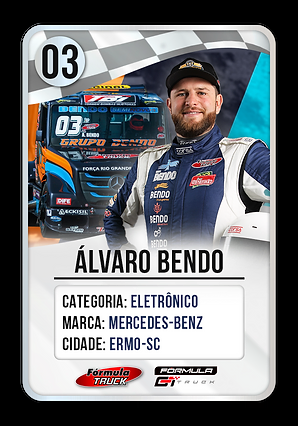 03
BENDO
03
GRUPO BENDO
FORÇA RIO GRANDE
BENDO
BENDO
ÁLVARO BENDO
CATEGORIA: ELETRÔNICO
MARCA: MERCEDES-BENZ
CIDADE: ERMO-SC
Fórmula
TRUCK
FORMULA
GT TRUCK